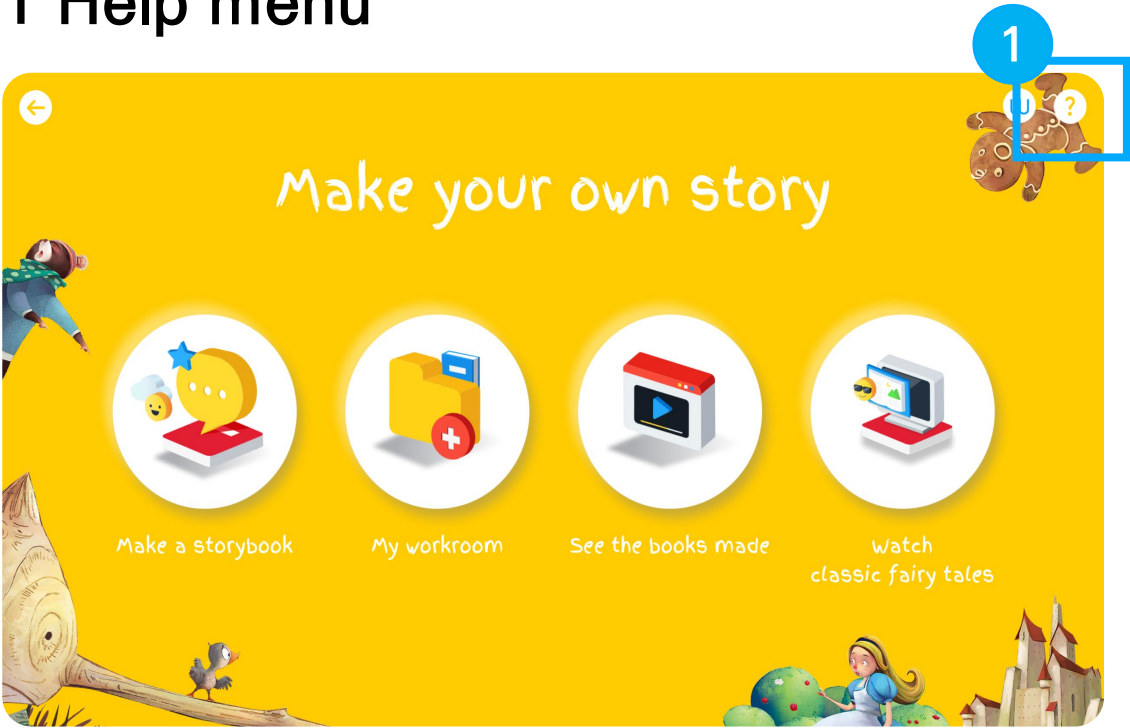 1 Help menu
1
?
Make your own story
Make a storybook
My workroom
See the books made
Watch
classic fairy tales